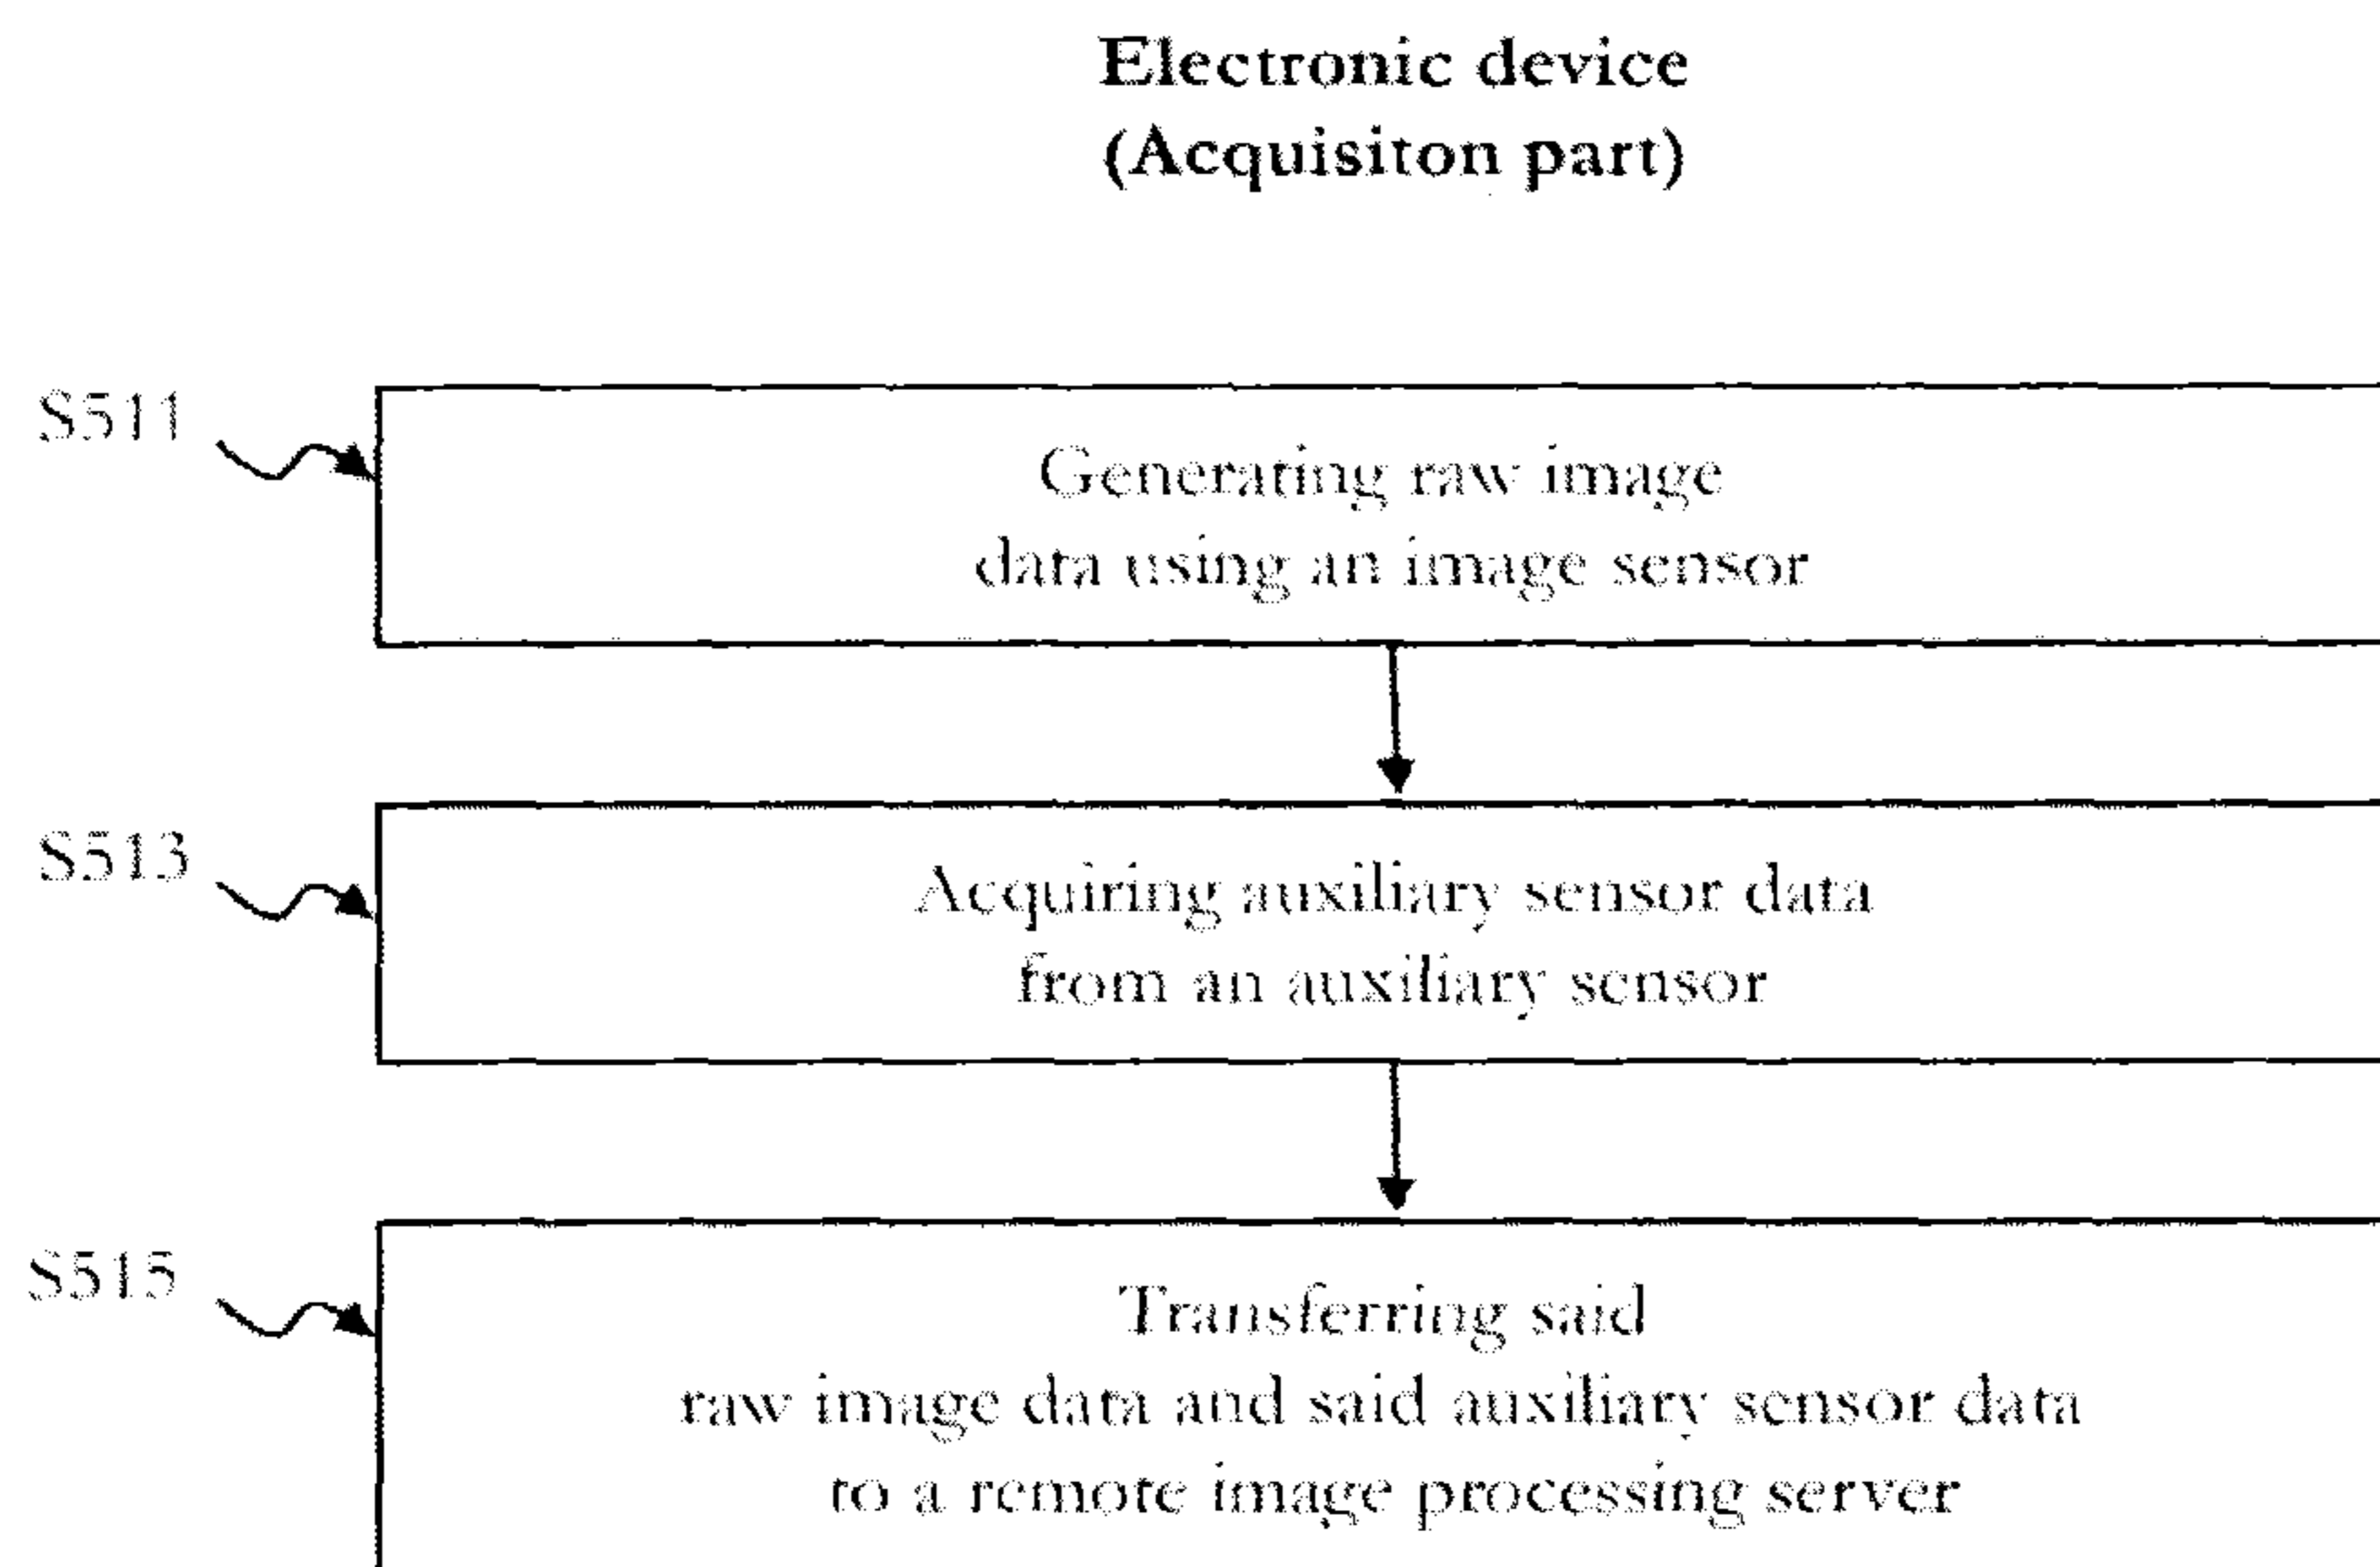 Electronic device
(Acquisiton part)
S511
Generating raw image
data using an image sensor
S513
Acquiring auxiliary sensor data
from an auxiliary sensor
S515
Transferring said
raw image data and said auxiliary sensor data
to a remote image processing server